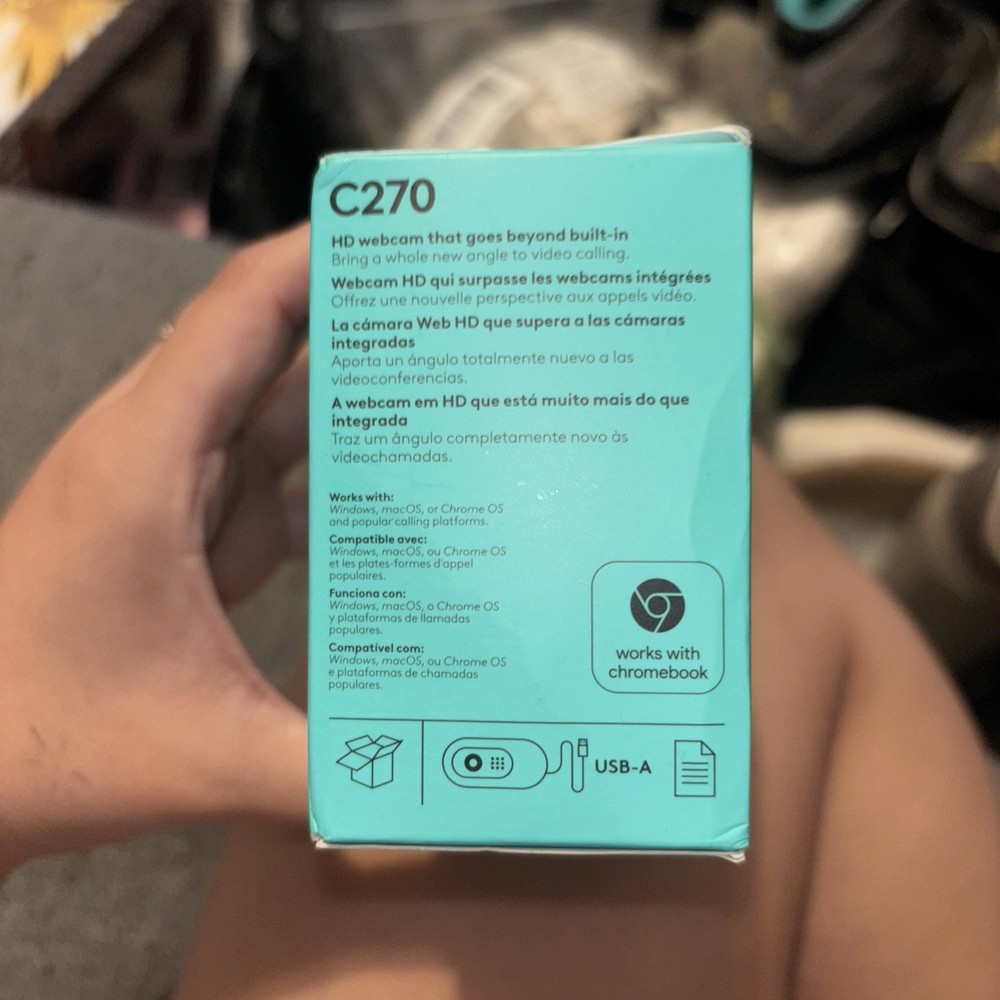 C270
HD webcam that goes beyond built-in
Bring a whole new angle to video calling.
Webcam HD qui surpasse les webcams intégrées
Offrez une nouvelle perspective aux appels vidéo.
La cámara Web HD que supera a las cámaras
integradas
Aporta un ángulo totalmente nuevo a las
videoconferencias.
A webcam em HD que está muito mais do que
integrada
Traz um ângulo completamente novo às
videochamadas.
Works with:
Windows, macOS, or Chrome OS
and popular calling platforms.
Compatible avec:
Windows, macOS, ou Chrome OS
et les plates-formes d'appel
populaires.
Funciona con:
Windows, macOS, o Chrome OS
y plataformas de llamadas
populares.
Compatível com:
Windows, macOS, ou Chrome OS
e plataformas de chamadas
populares.
works with
chromebook
USB-A